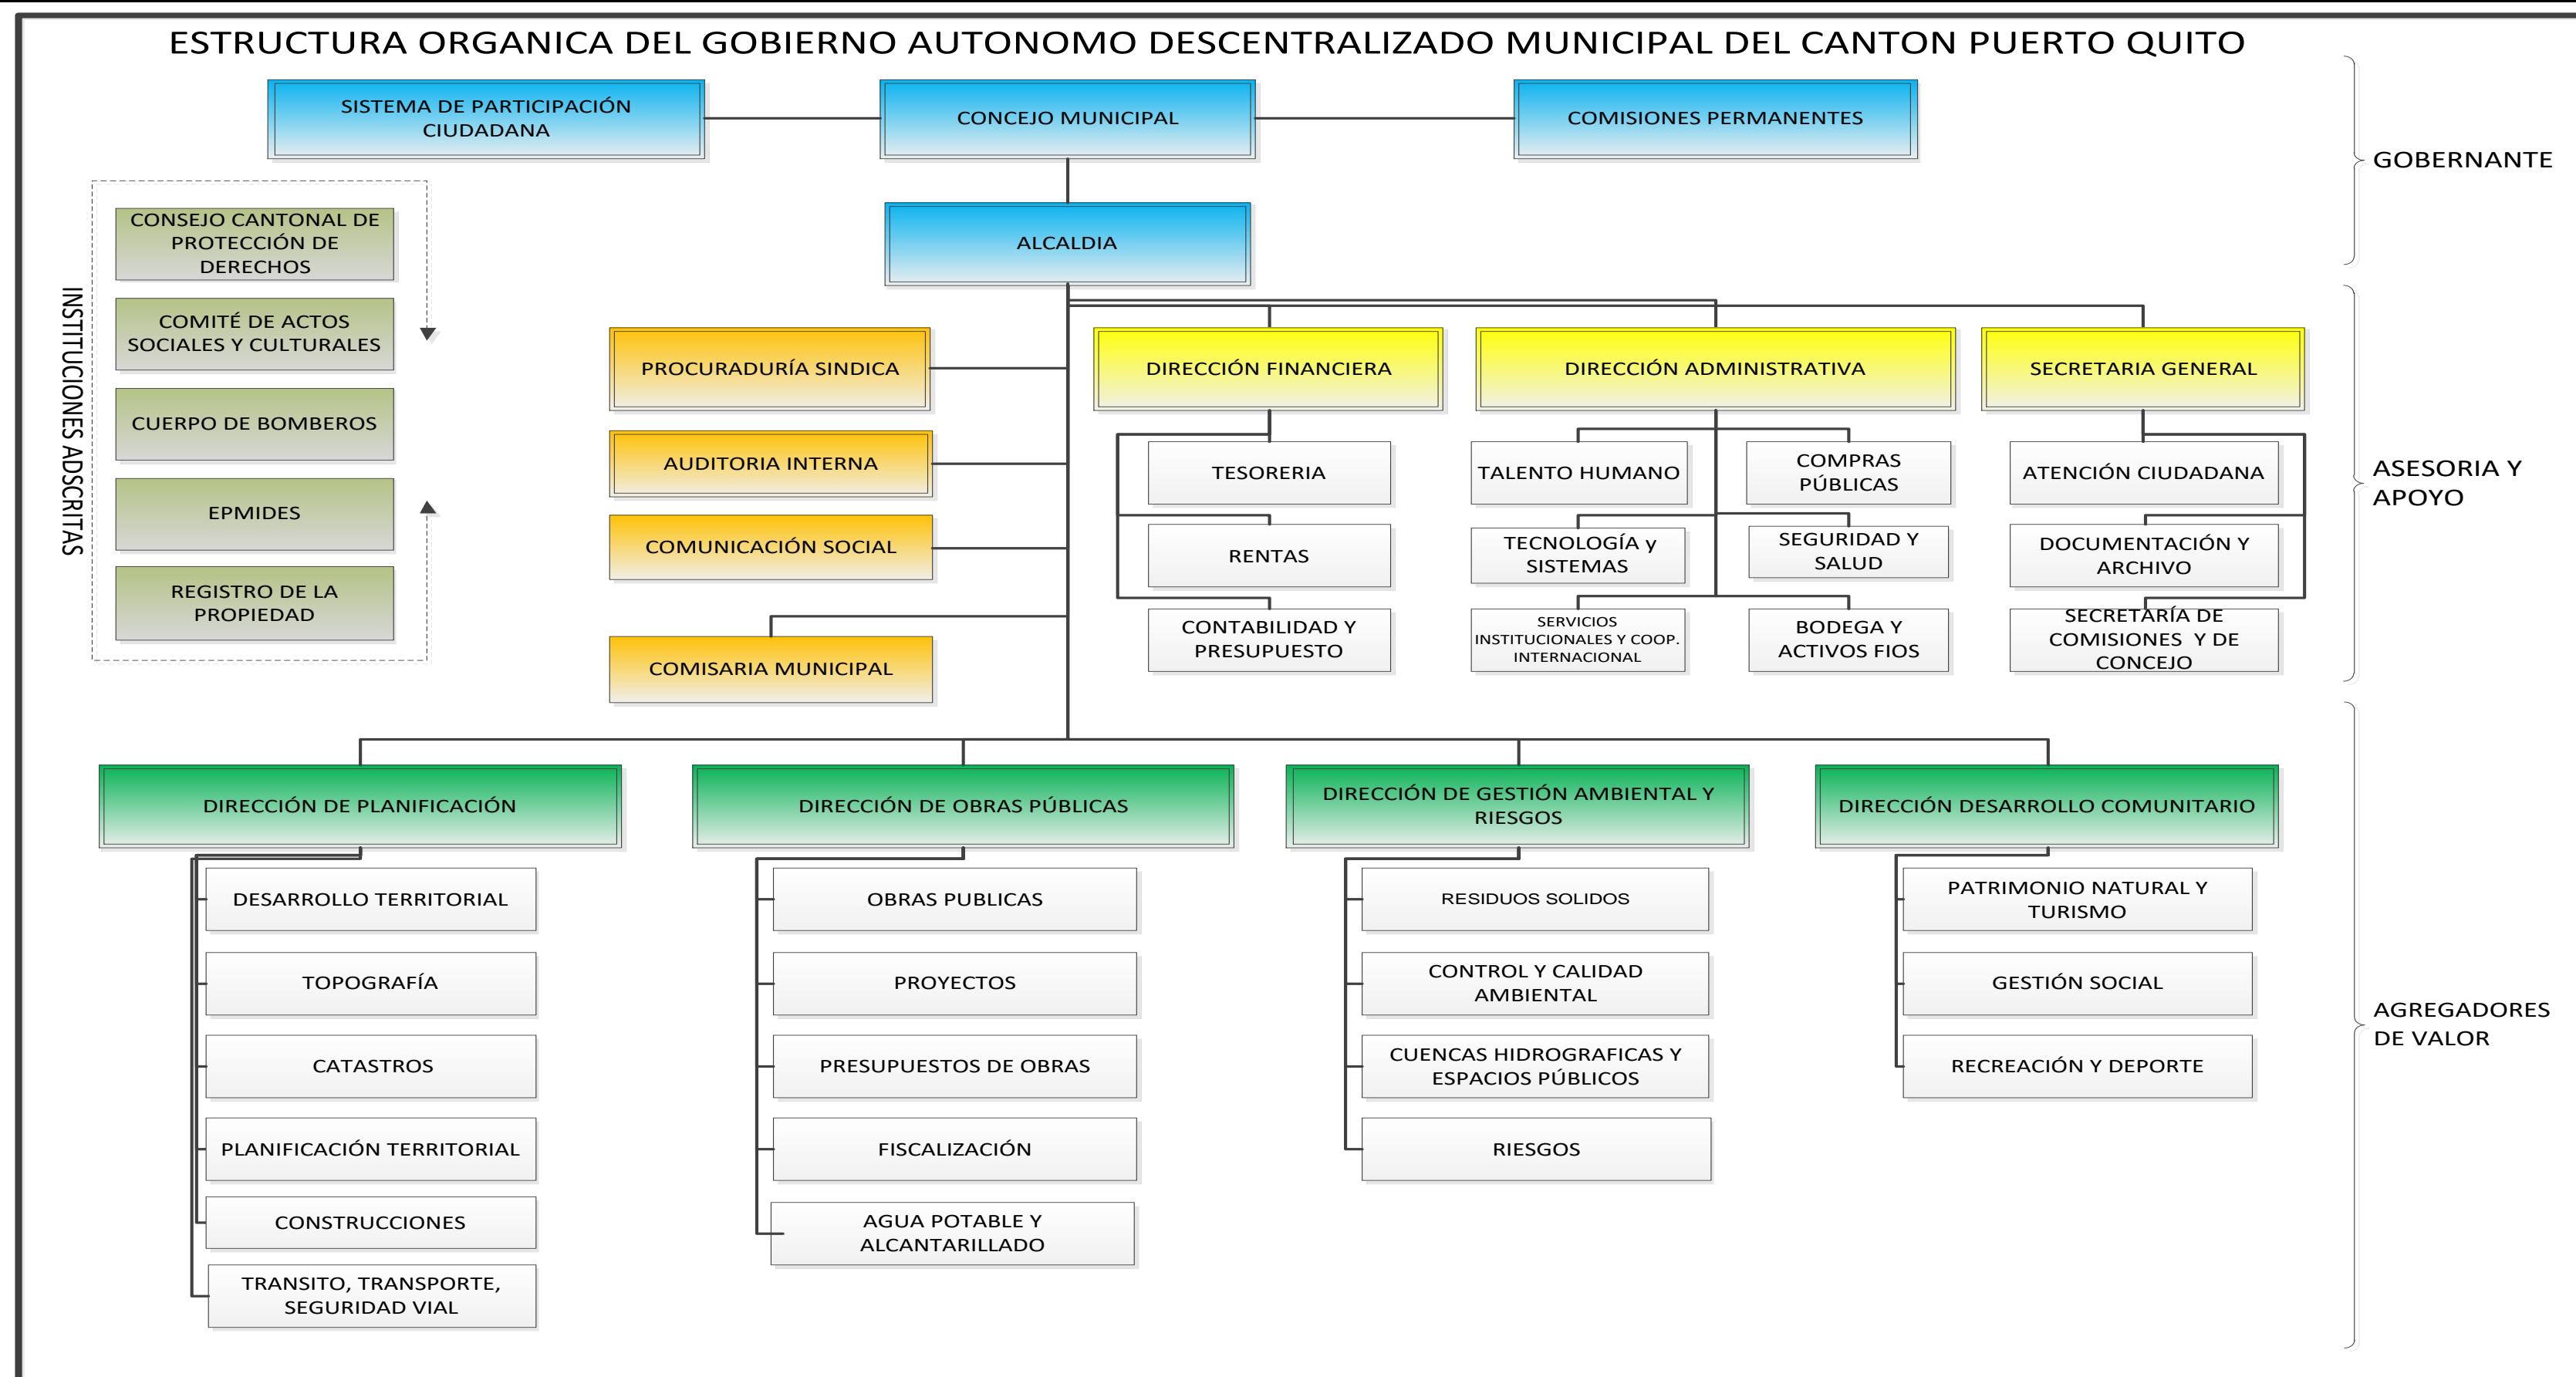 ESTRUCTURA ORGANICA DEL GOBIERNO AUTONOMO DESCENTRALIZADO MUNICIPAL DEL CANTON PUERTO QUITO
SISTEMA DE PARTICIPACIÓN
CIUDADANA
CONCEJO MUNICIPAL
COMISIONES PERMANENTES
GOBERNANTE
ALCALDIA
INSTITUCIONES ADSCRITAS
CONSEJO CANTONAL DE
PROTECCIÓN DE
DERECHOS
COMITÉ DE ACTOS
SOCIALES Y CULTURALES
CUERPO DE BOMBEROS
EPMIDES
REGISTRO DE LA
PROPIEDAD
PROCURADURÍA SINDICA
AUDITORIA INTERNA
COMUNICACIÓN SOCIAL
COMISARIA MUNICIPAL
DIRECCIÓN FINANCIERA
TESORERIA
RENTAS
CONTABILIDAD Y
PRESUPUESTO
DIRECCIÓN ADMINISTRATIVA
TALENTO HUMANO
COMPRAS
PÚBLICAS
TECNOLOGÍA y
SISTEMAS
SEGURIDAD Y
SALUD
SERVICIOS
INSTITUCIONALES Y COOP.
INTERNACIONAL
BODEGA Y
ACTIVOS FIOS
SECRETARIA GENERAL
ATENCIÓN CIUDADANA
DOCUMENTACIÓN Y
ARCHIVO
SECRETARÍA DE
COMISIONES Y DE
CONCEJO
ASESORIA Y
APOYO
DIRECCIÓN DE PLANIFICACIÓN
DESARROLLO TERRITORIAL
TOPOGRAFÍA
CATASTROS
PLANIFICACIÓN TERRITORIAL
CONSTRUCCIONES
TRANSITO, TRANSPORTE,
SEGURIDAD VIAL
DIRECCIÓN DE OBRAS PÚBLICAS
OBRAS PUBLICAS
PROYECTOS
PRESUPUESTOS DE OBRAS
FISCALIZACIÓN
AGUA POTABLE Y
ALCANTARILLADO
DIRECCIÓN DE GESTIÓN AMBIENTAL Y
RIESGOS
RESIDUOS SOLIDOS
CONTROL Y CALIDAD
AMBIENTAL
CUENCAS HIDROGRAFICAS Y
ESPACIOS PÚBLICOS
RIESGOS
DIRECCIÓN DESARROLLO COMUNITARIO
PATRIMONIO NATURAL Y
TURISMO
GESTIÓN SOCIAL
RECREACIÓN Y DEPORTE
AGREGADORES
DE VALOR